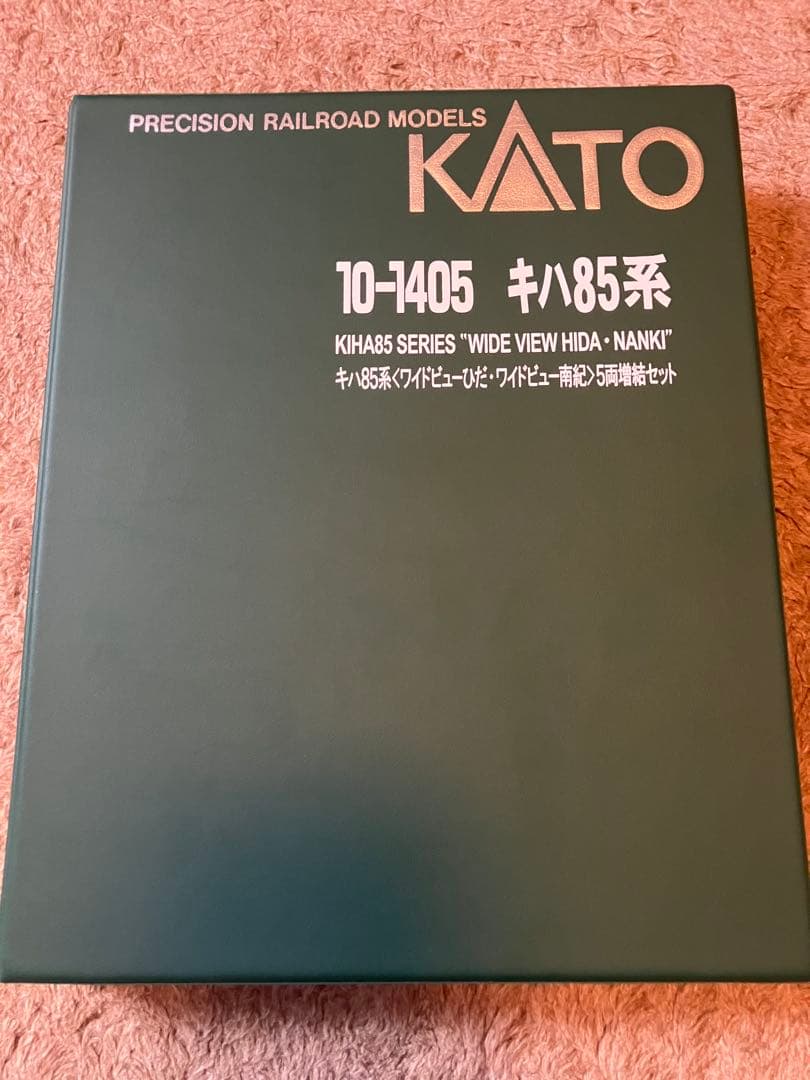 PRECISION RAILROAD MODELS
KATO
10-1405 キハ85系
KIHA85 SERIES "WIDE VIEW HIDA・NANKI"
キハ85系〈ワイドビューひだ・ワイドビュー南紀〉5両増結セット